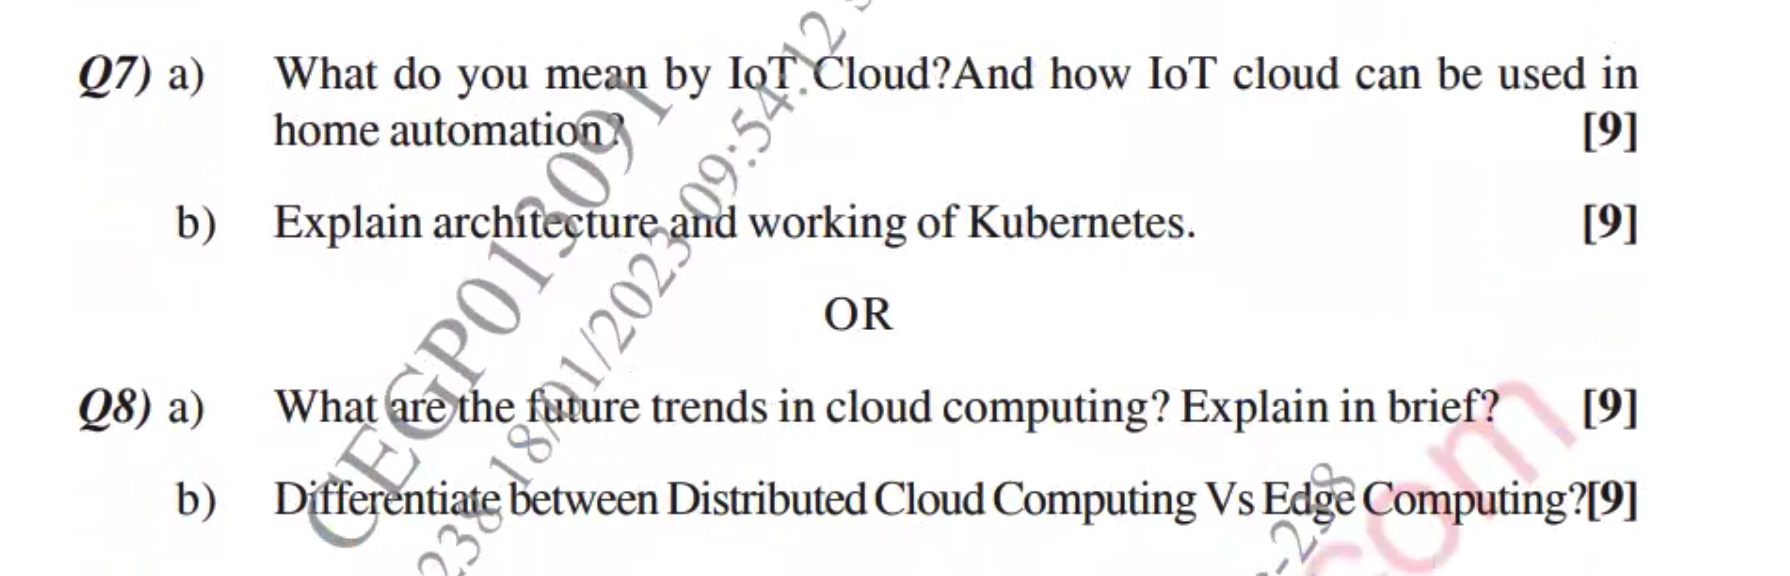 Q7) a) What do you mean by IoT Cloud?And how IoT cloud can be used in
home automation? [9]
b) Explain architecture and working of Kubernetes. [9]
OR
Q8) a) What are the future trends in cloud computing? Explain in brief? [9]
b) Differentiate between Distributed Cloud Computing Vs Edge Computing?[9]
CEGP013091
238 18/01/2023 09:54:12
-238
com